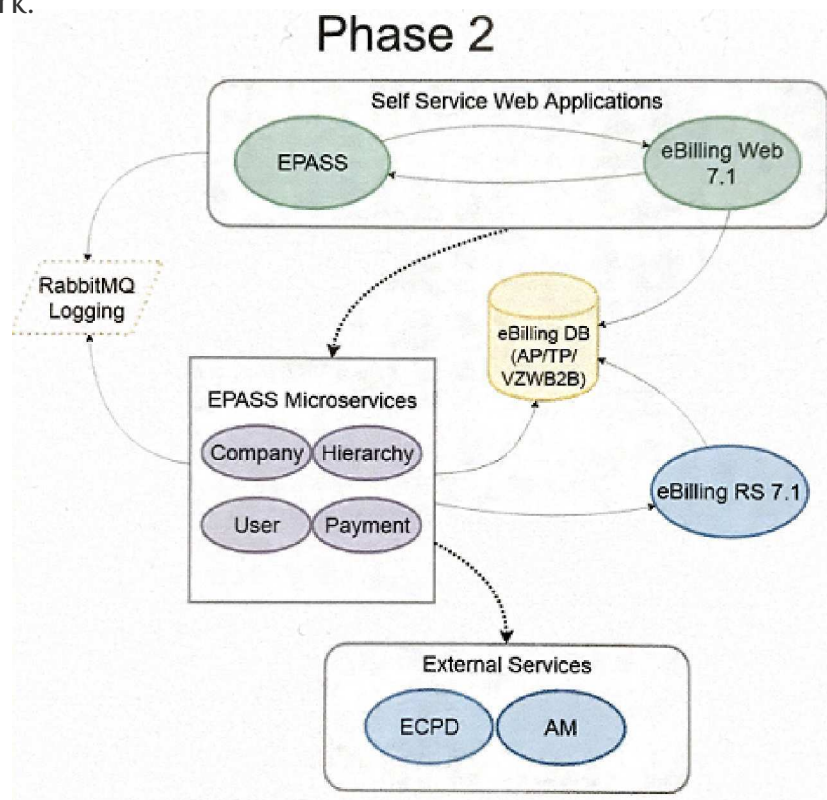 rk.
Phase 2
Self Service Web Applications
EPASS
eBilling Web
7.1
RabbitMQ
Logging
eBilling DB
(AP/TP/
VZWB2B)
EPASS Microservices
Company
Hierarchy
User
Payment
eBilling RS 7.1
External Services
ECPD
AM